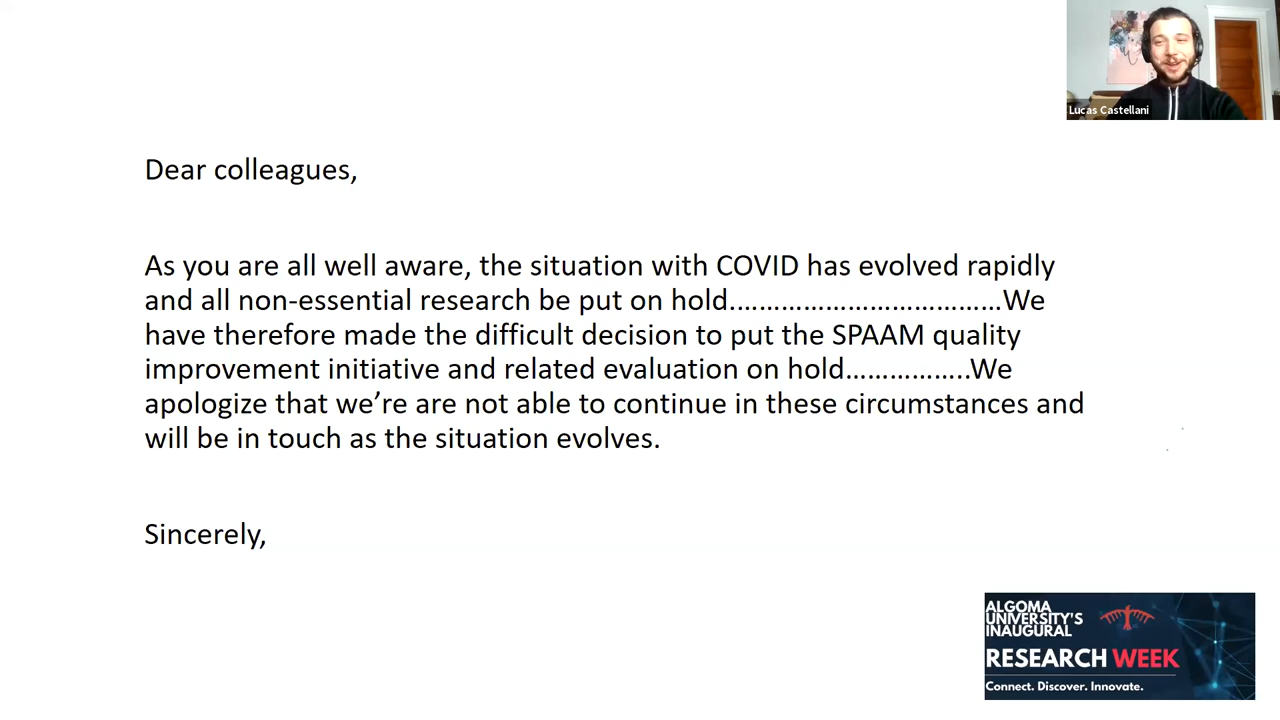 Lucas Castellani
Dear colleagues,
As you are all well aware, the situation with COVID has evolved rapidly
and all non-essential research be put on hold.………………………………We
have therefore made the difficult decision to put the SPAAM quality
improvement initiative and related evaluation on hold……………..We
apologize that we’re are not able to continue in these circumstances and
will be in touch as the situation evolves.
Sincerely,
ALGOMA
UNIVERSITY'S
INAUGURAL
RESEARCH WEEK
Connect. Discover. Innovate.